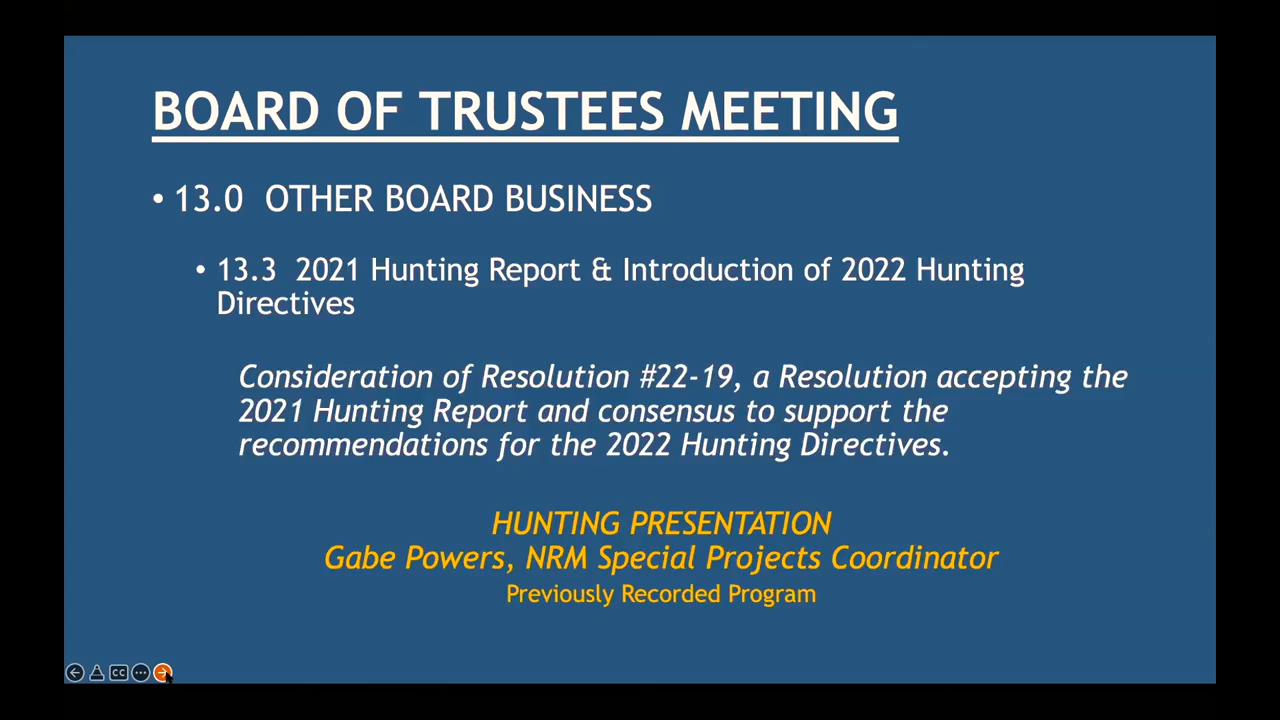 BOARD OF TRUSTEES MEETING
• 13.0 OTHER BOARD BUSINESS
• 13.3 2021 Hunting Report & Introduction of 2022 Hunting
Directives
Consideration of Resolution #22-19, a Resolution accepting the
2021 Hunting Report and consensus to support the
recommendations for the 2022 Hunting Directives.
HUNTING PRESENTATION
Gabe Powers, NRM Special Projects Coordinator
Previously Recorded Program
CC